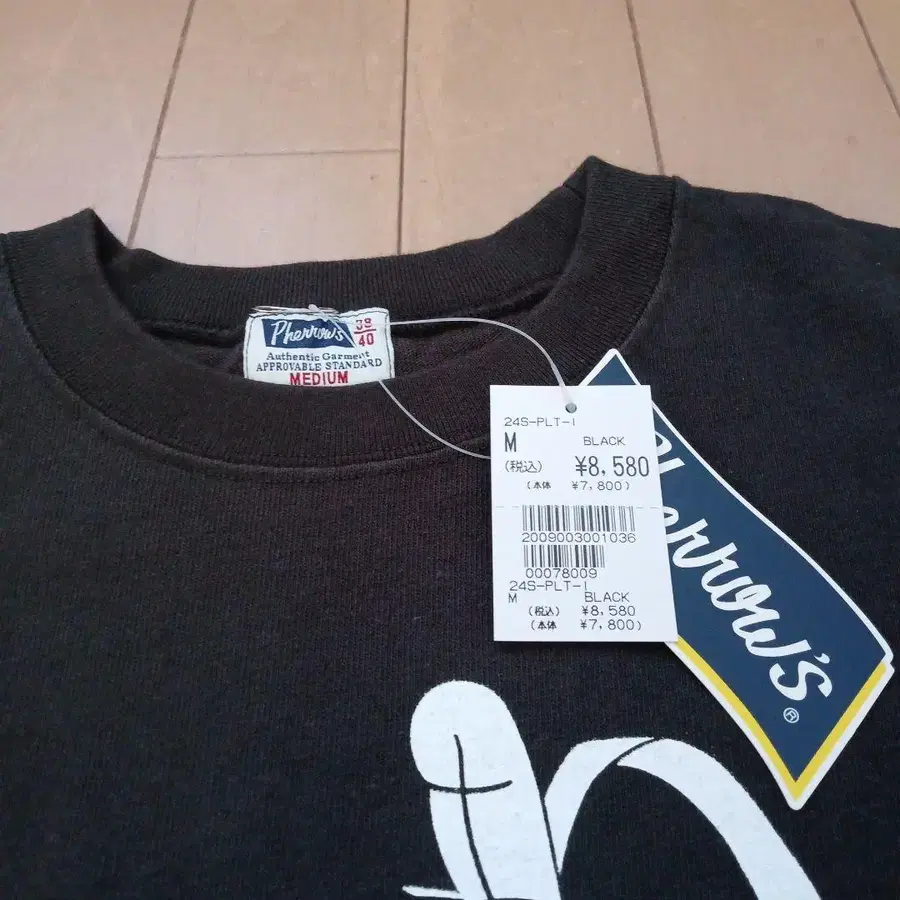 Pherrow's 38
40
Authentic Garment
APPROVABLE STANDARD
MEDIUM
24S-PLT-1
M BLACK
(税込) ¥8,580
(本体 ¥7,800)
2009003001036
00078009
24S-PLT-1
M BLACK
(税込) ¥8,580
(本体 ¥7,800)
Pherrow's®